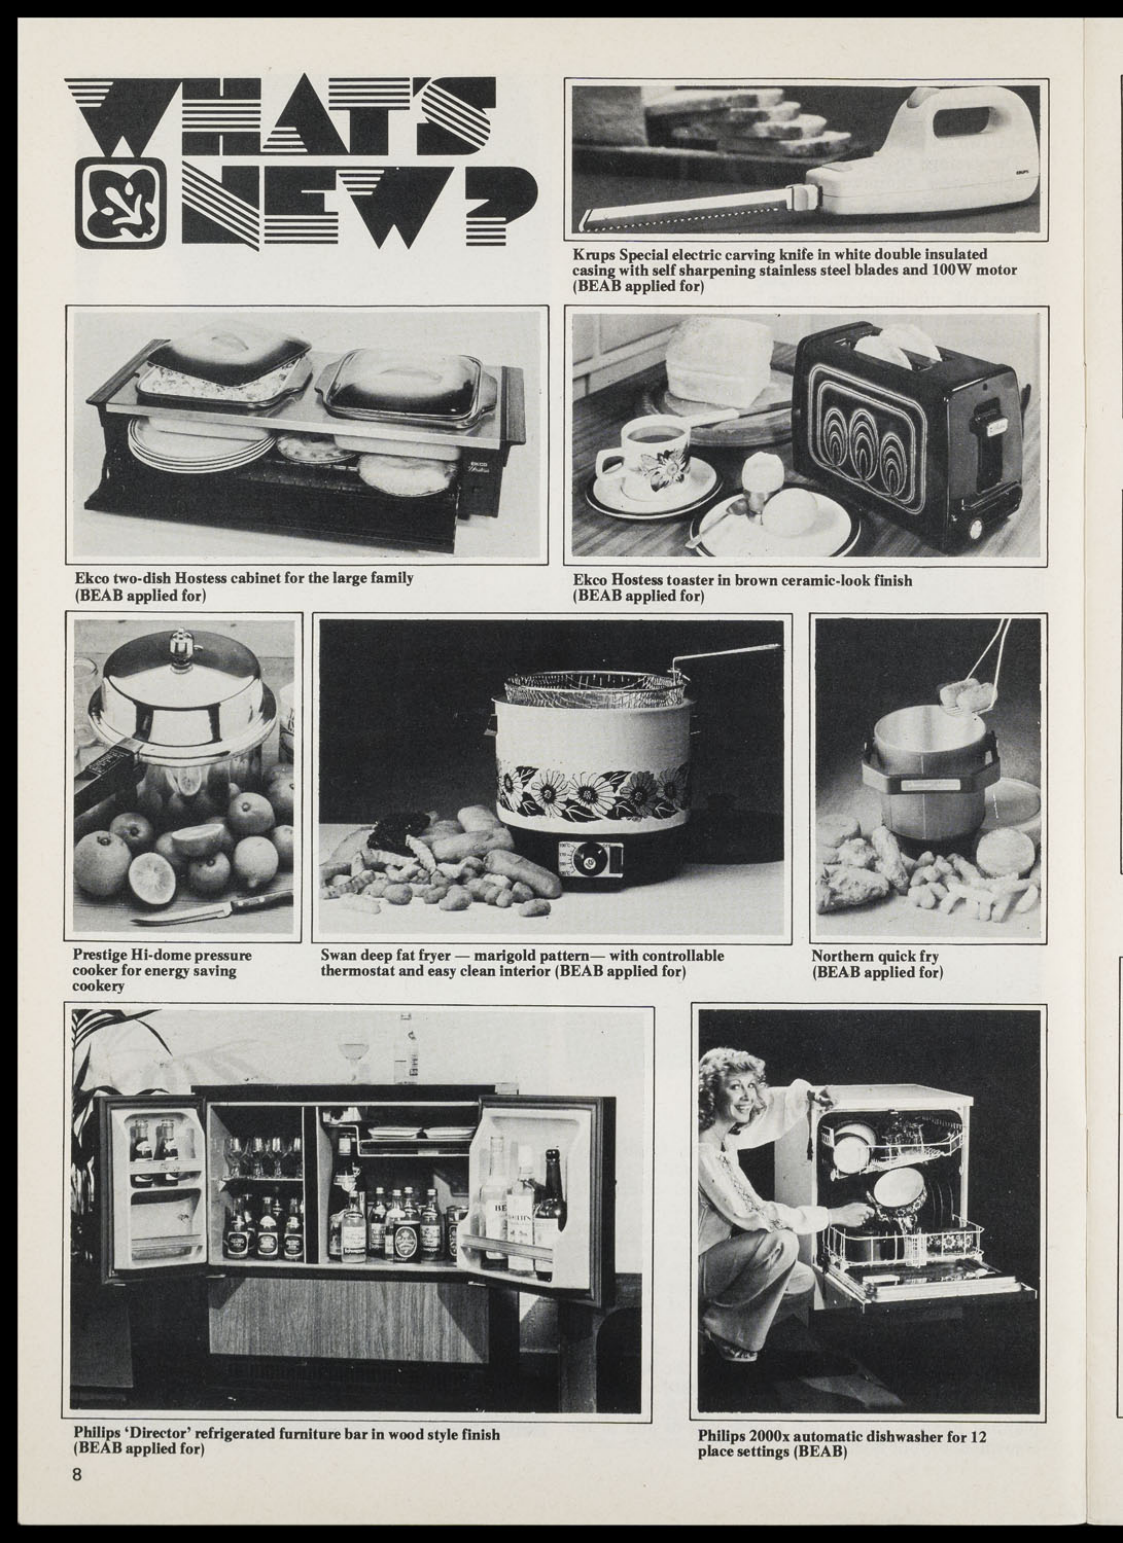 WHAT'S
NEW?
Krups Special electric carving knife in white double insulated
casing with self sharpening stainless steel blades and 100W motor
(BEAB applied for)
Ekco two-dish Hostess cabinet for the large family
(BEAB applied for)
Ekco Hostess toaster in brown ceramic-look finish
(BEAB applied for)
Prestige Hi-dome pressure
cooker for energy saving
cookery
Swan deep fat fryer — marigold pattern— with controllable
thermostat and easy clean interior (BEAB applied for)
Northern quick fry
(BEAB applied for)
Philips ‘Director’ refrigerated furniture bar in wood style finish
(BEAB applied for)
Philips 2000x automatic dishwasher for 12
place settings (BEAB)
8